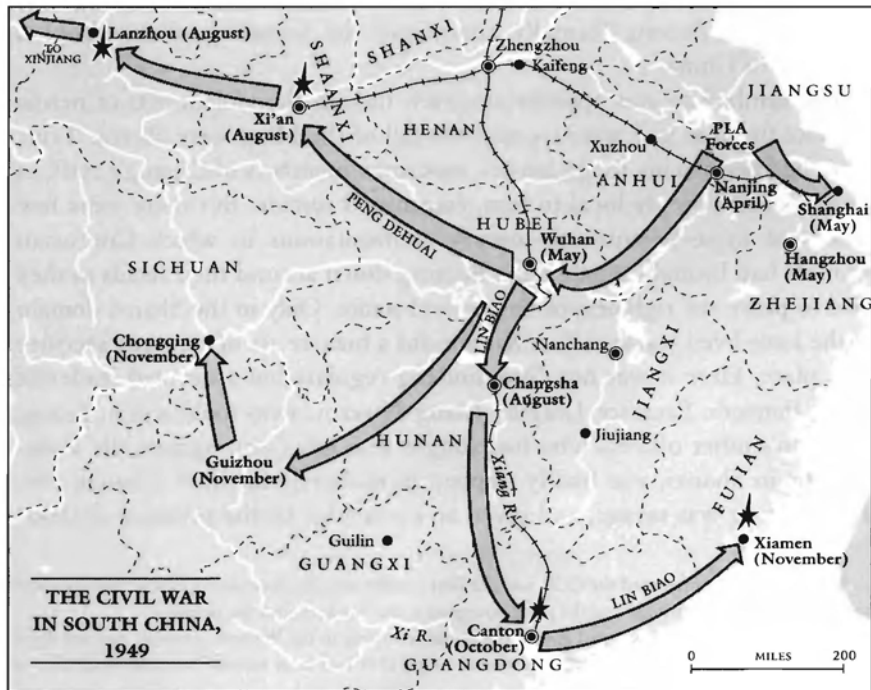 Lanzhou (August)
TO
XINJIANG
SHAANXI
SHANXI
Zhengzhou
Kaifeng
JIANGSU
Xi'an
(August)
HENAN
Xuzhou
PLA
Forces
ANHUI
Nanjing
(April)
Shanghai
(May)
PENG DEHUAI
HUBEI
Wuhan
(May)
Hangzhou
(May)
SICHUAN
ZHEJIANG
Chongqing
(November)
LIN BIAO
Nanchang
JIANGXI
Changsha
(August)
HUNAN
Jiujiang
Guizhou
(November)
Xiang R.
FUJIAN
Guilin
GUANGXI
Xiamen
(November)
THE CIVIL WAR
IN SOUTH CHINA,
1949
LIN BIAO
Xi R.
Canton
(October)
GUANGDONG
0 MILES 200